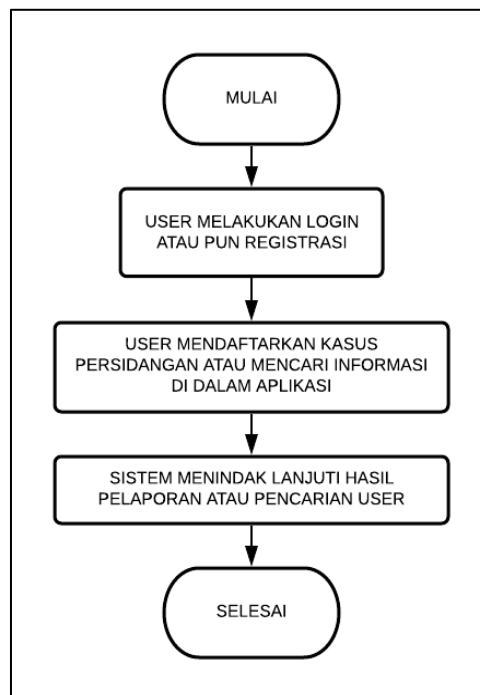 MULAI
USER MELAKUKAN LOGIN
ATAU PUN REGISTRASI
USER MENDAFTARKAN KASUS
PERSIDANGAN ATAU MENCARI INFORMASI
DI DALAM APLIKASI
SISTEM MENINDAK LANJUTI HASIL
PELAPORAN ATAU PENCARIAN USER
SELESAI